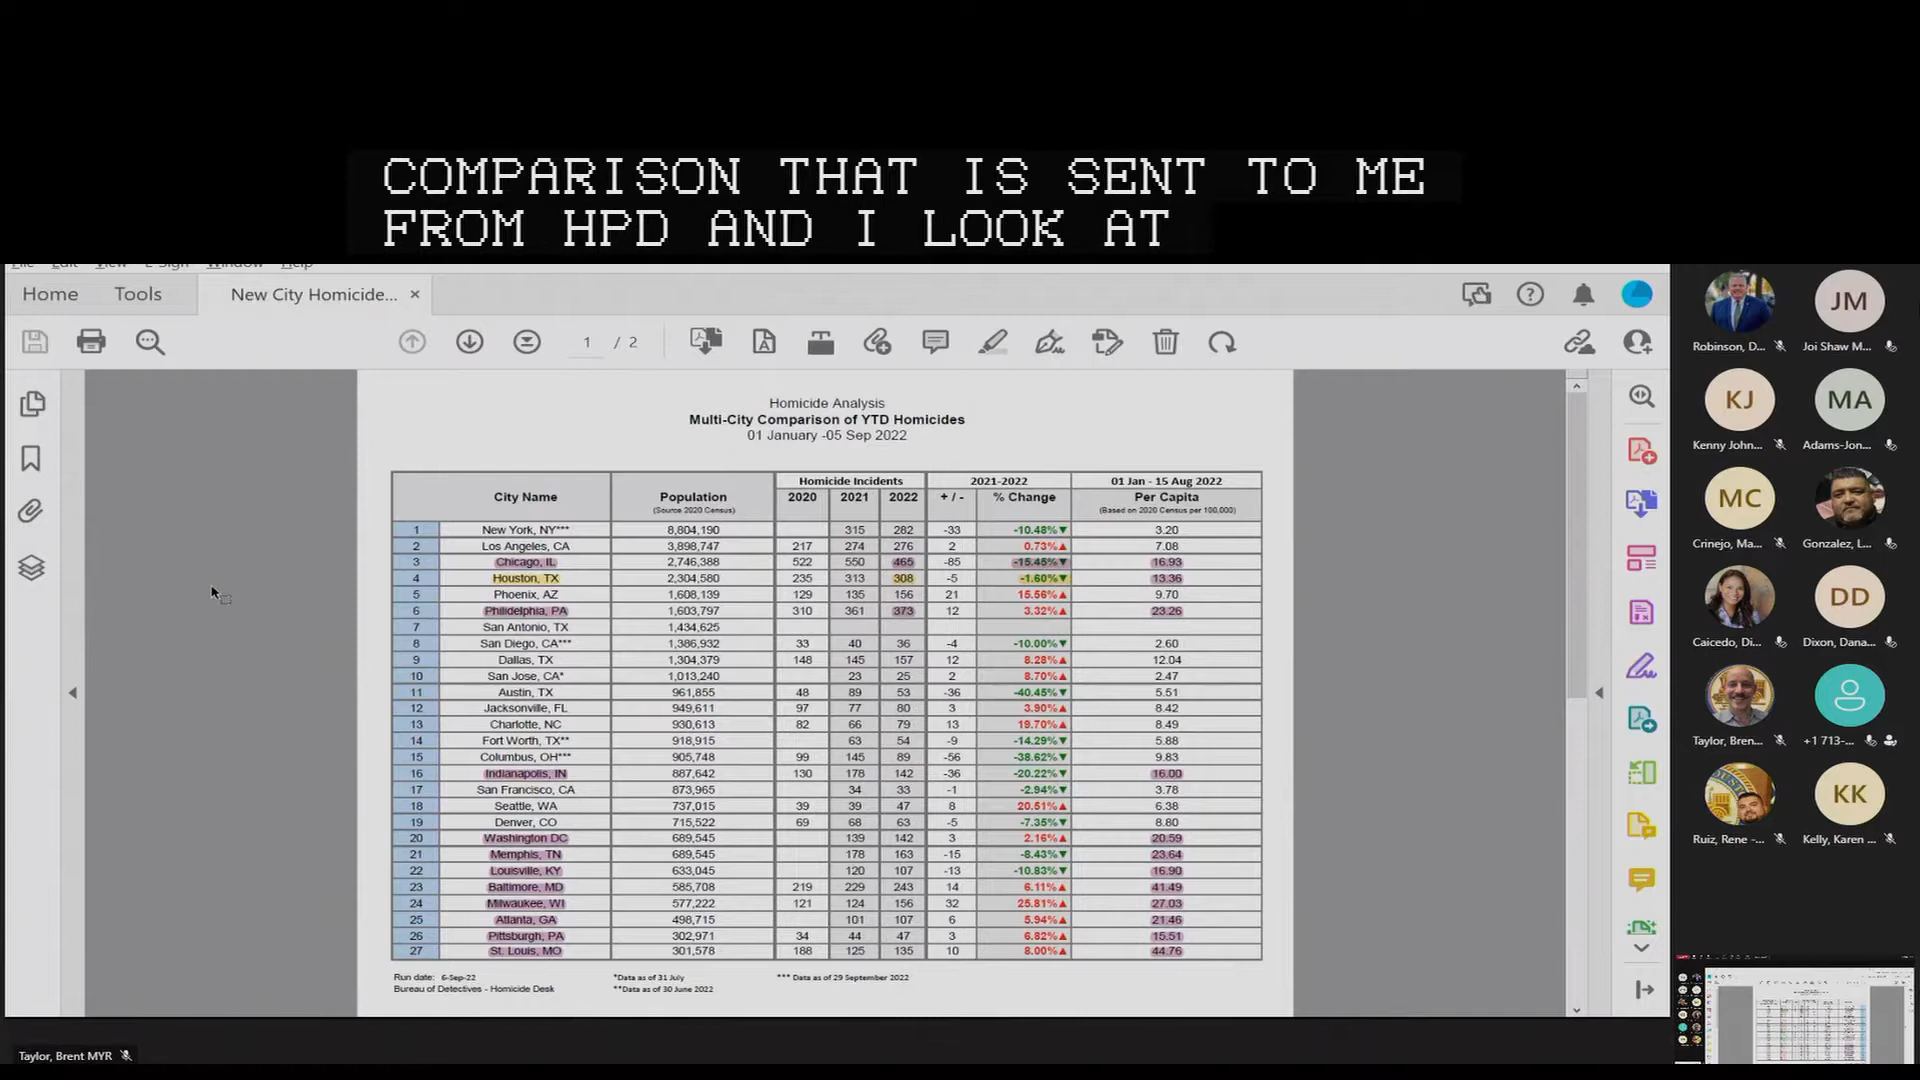 COMPARISON THAT IS SENT TO ME
FROM HPD AND I LOOK AT
File Edit View E-Sign Window Help
Home Tools New City Homicide... ×
1 / 2
Homicide Analysis
Multi-City Comparison of YTD Homicides
01 January -05 Sep 2022
Homicide Incidents 2021-2022 01 Jan - 15 Aug 2022
City Name Population 2020 2021 2022 + / - % Change Per Capita
(Source 2020 Census) (Based on 2020 Census per 100,000)
1 New York, NY*** 8,804,190 315 282 -33 -10.48%▼ 3.20
2 Los Angeles, CA 3,898,747 217 274 276 2 0.73%▲ 7.08
3 Chicago, IL 2,746,388 522 550 465 -85 -15.45%▼ 16.93
4 Houston, TX 2,304,580 235 313 308 -5 -1.60%▼ 13.36
5 Phoenix, AZ 1,608,139 129 135 156 21 15.56%▲ 9.70
6 Philidelphia, PA 1,603,797 310 361 373 12 3.32%▲ 23.26
7 San Antonio, TX 1,434,625
8 San Diego, CA*** 1,386,932 33 40 36 -4 -10.00%▼ 2.60
9 Dallas, TX 1,304,379 148 145 157 12 8.28%▲ 12.04
10 San Jose, CA* 1,013,240 23 25 2 8.70%▲ 2.47
11 Austin, TX 961,855 48 89 53 -36 -40.45%▼ 5.51
12 Jacksonville, FL 949,611 97 77 80 3 3.90%▲ 8.42
13 Charlotte, NC 930,613 82 66 79 13 19.70%▲ 8.49
14 Fort Worth, TX** 918,915 63 54 -9 -14.29%▼ 5.88
15 Columbus, OH*** 905,748 99 145 89 -56 -38.62%▼ 9.83
16 Indianapolis, IN 887,642 130 178 142 -36 -20.22%▼ 16.00
17 San Francisco, CA 873,965 34 33 -1 -2.94%▼ 3.78
18 Seattle, WA 737,015 39 39 47 8 20.51%▲ 6.38
19 Denver, CO 715,522 69 68 63 -5 -7.35%▼ 8.80
20 Washington DC 689,545 139 142 3 2.16%▲ 20.59
21 Memphis, TN 689,545 178 163 -15 -8.43%▼ 23.64
22 Louisville, KY 633,045 120 107 -13 -10.83%▼ 16.90
23 Baltimore, MD 585,708 219 229 243 14 6.11%▲ 41.49
24 Milwaukee, WI 577,222 121 124 156 32 25.81%▲ 27.03
25 Atlanta, GA 498,715 101 107 6 5.94%▲ 21.46
26 Pittsburgh, PA 302,971 34 44 47 3 6.82%▲ 15.51
27 St. Louis, MO 301,578 188 125 135 10 8.00%▲ 44.76
Run date: 6-Sep-22 *Data as of 31 July *** Data as of 29 September 2022
Bureau of Detectives - Homicide Desk **Data as of 30 June 2022
JM
Robinson, D... Joi Shaw M...
KJ MA
Kenny John... Adams-Jon...
MC
Crinejo, Ma... Gonzalez, L...
DD
Caicedo, Di... Dixon, Dana...
Taylor, Bren... +1 713-...
KK
Ruiz, Rene -... Kelly, Karen
Taylor, Brent MYR